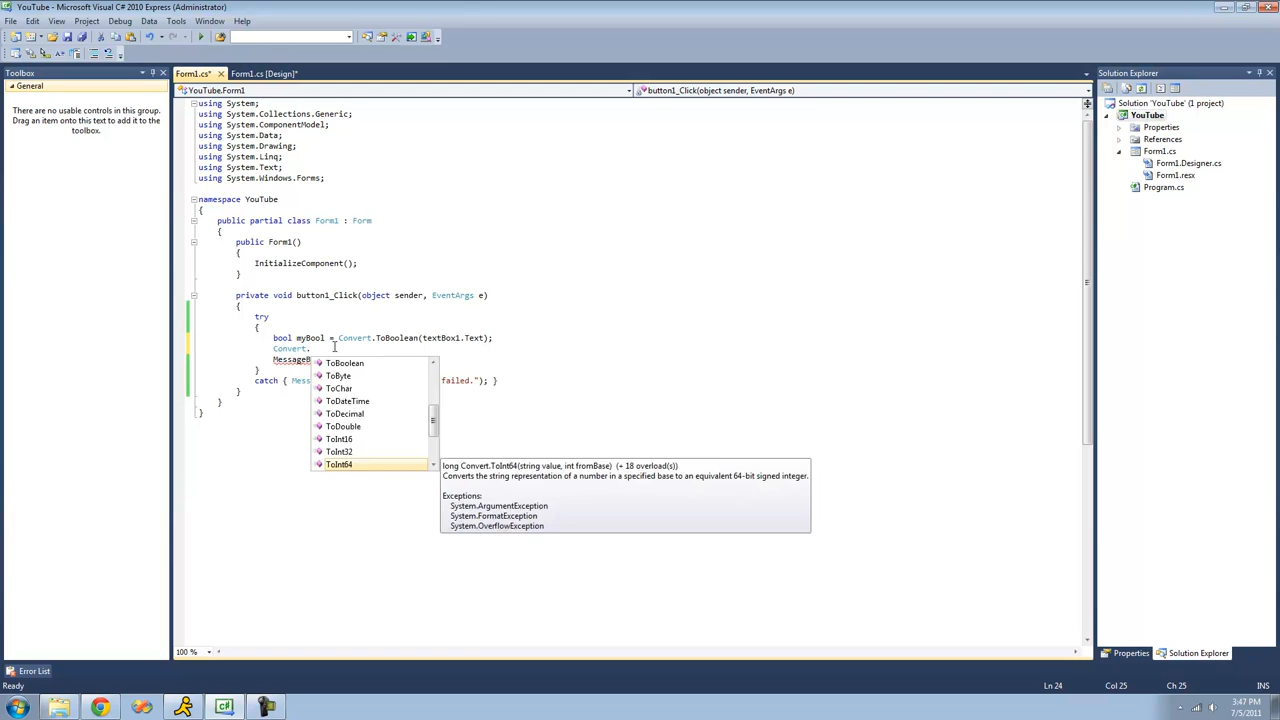 YouTube - Microsoft Visual C# 2010 Express (Administrator)
File Edit View Project Debug Data Tools Window Help
Toolbox
General
There are no usable controls in this group.
Drag an item onto this text to add it to the
toolbox.
Form1.cs*
Form1.cs [Design]*
YouTube.Form1
button1_Click(object sender, EventArgs e)
using System;
using System.Collections.Generic;
using System.ComponentModel;
using System.Data;
using System.Drawing;
using System.Linq;
using System.Text;
using System.Windows.Forms;
namespace YouTube
{
public partial class Form1 : Form
{
public Form1()
{
InitializeComponent();
}
private void button1_Click(object sender, EventArgs e)
{
try
{
bool myBool = Convert.ToBoolean(textBox1.Text);
Convert.
MessageB
}
catch { Mess failed."); }
}
}
}
ToBoolean
ToByte
ToChar
ToDateTime
ToDecimal
ToDouble
ToInt16
ToInt32
ToInt64
long Convert.ToInt64(string value, int fromBase) (+ 18 overload(s))
Converts the string representation of a number in a specified base to an equivalent 64-bit signed integer.
Exceptions:
System.ArgumentException
System.FormatException
System.OverflowException
100 %
Solution Explorer
Solution 'YouTube' (1 project)
YouTube
Properties
References
Form1.cs
Form1.Designer.cs
Form1.resx
Program.cs
Properties
Solution Explorer
Error List
Ready
Ln 24
Col 25
Ch 25
INS
C#
3:47 PM
7/5/2011